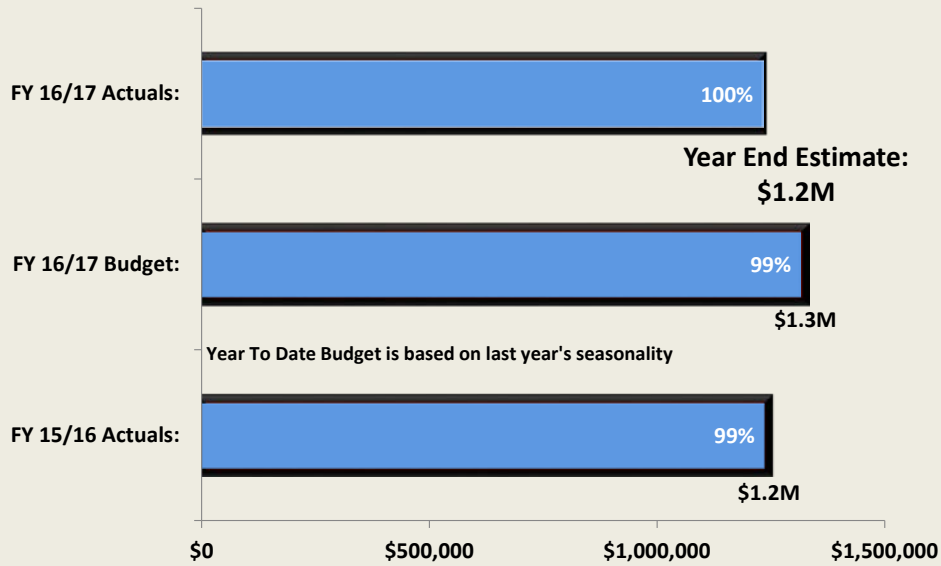 FY 16/17 Actuals:
100%
Year End Estimate:
$1.2M
FY 16/17 Budget:
99%
$1.3M
Year To Date Budget is based on last year's seasonality
FY 15/16 Actuals:
99%
$1.2M
$0 $500,000 $1,000,000 $1,500,000